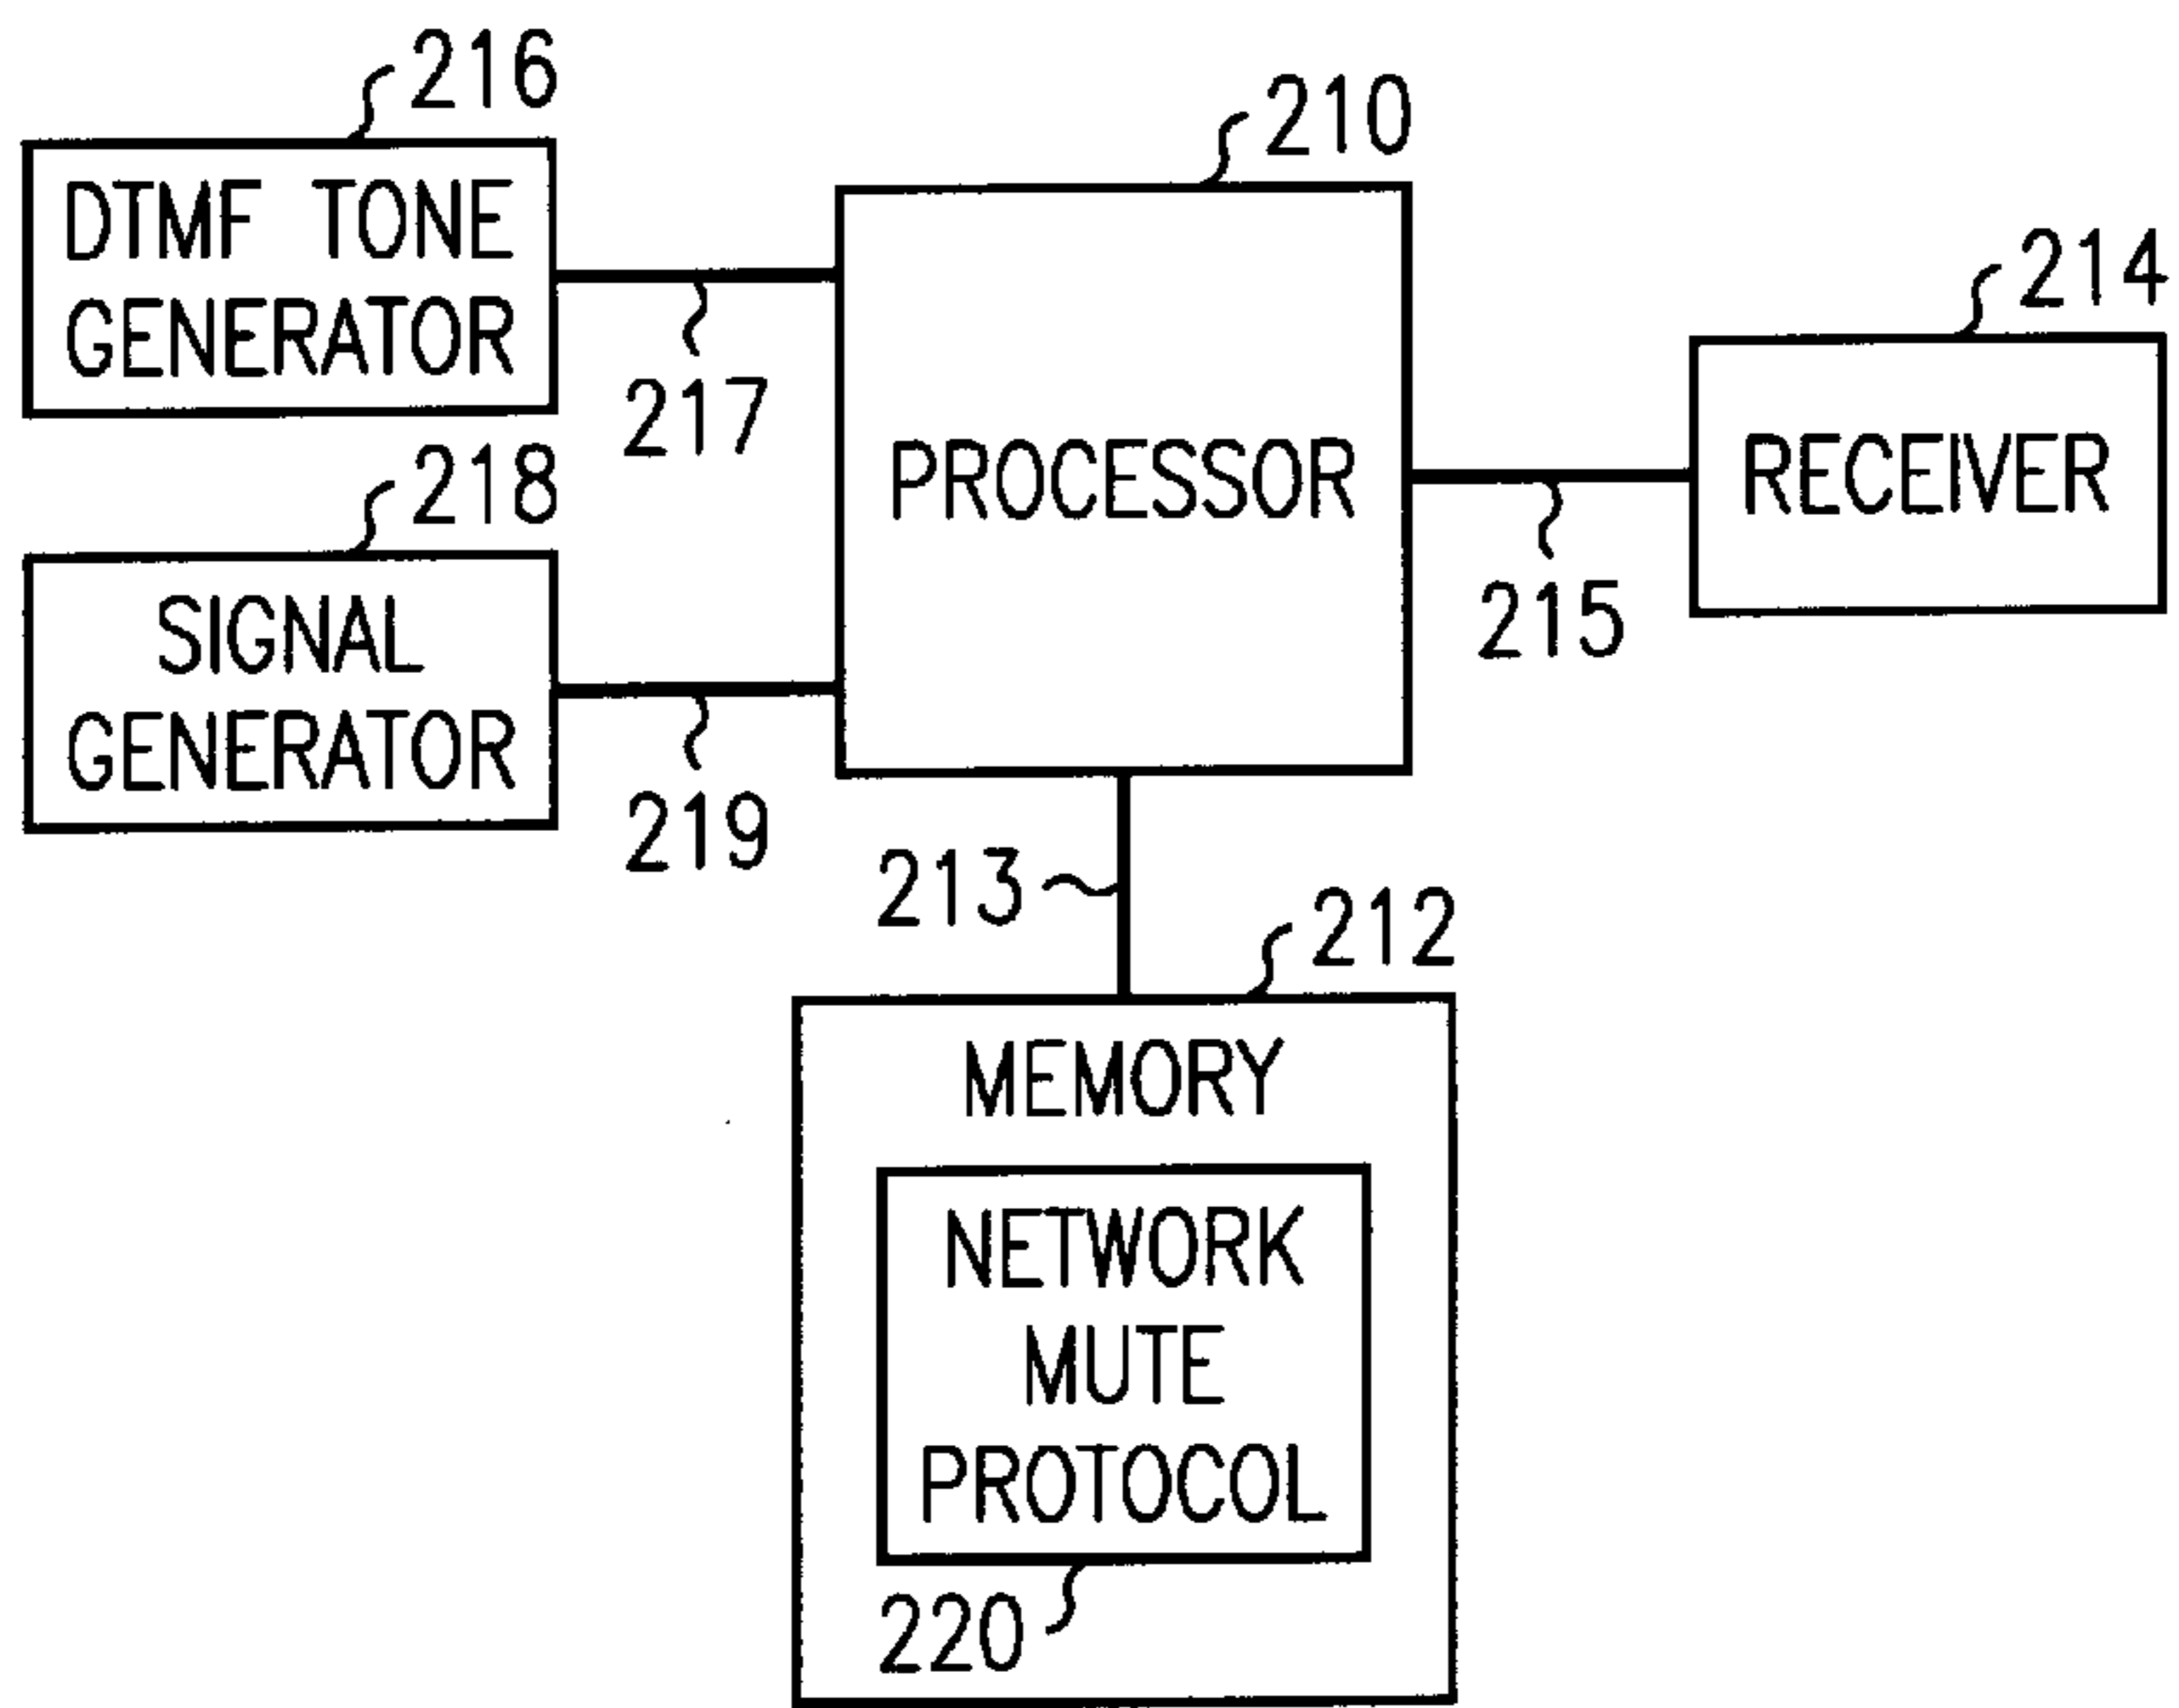 216
DTMF TONE
GENERATOR
217
218
SIGNAL
GENERATOR
219
210
PROCESSOR
214
RECEIVER
215
213
212
MEMORY
NETWORK
MUTE
PROTOCOL
220